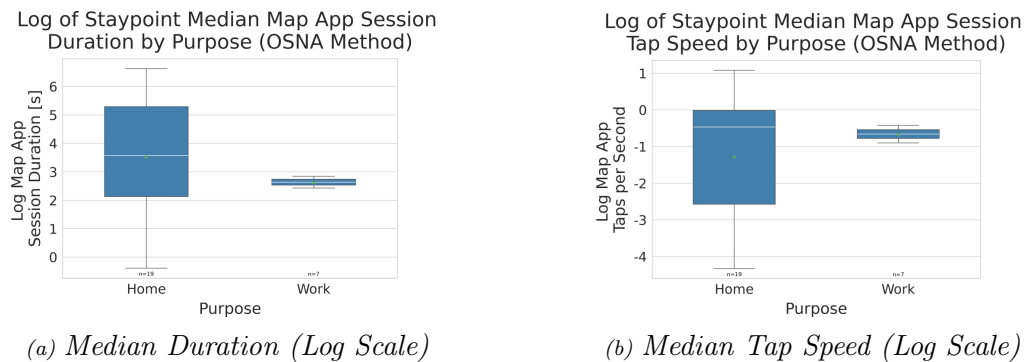 Log of Staypoint Median Map App Session
Duration by Purpose (OSNA Method)
Log Map App
Session Duration [s]
6
5
4
3
2
1
0
n=19
n=7
Home
Work
Purpose
(a) Median Duration (Log Scale)
Log of Staypoint Median Map App Session
Tap Speed by Purpose (OSNA Method)
Log Map App
Taps per Second
1
0
-1
-2
-3
-4
n=19
n=7
Home
Work
Purpose
(b) Median Tap Speed (Log Scale)